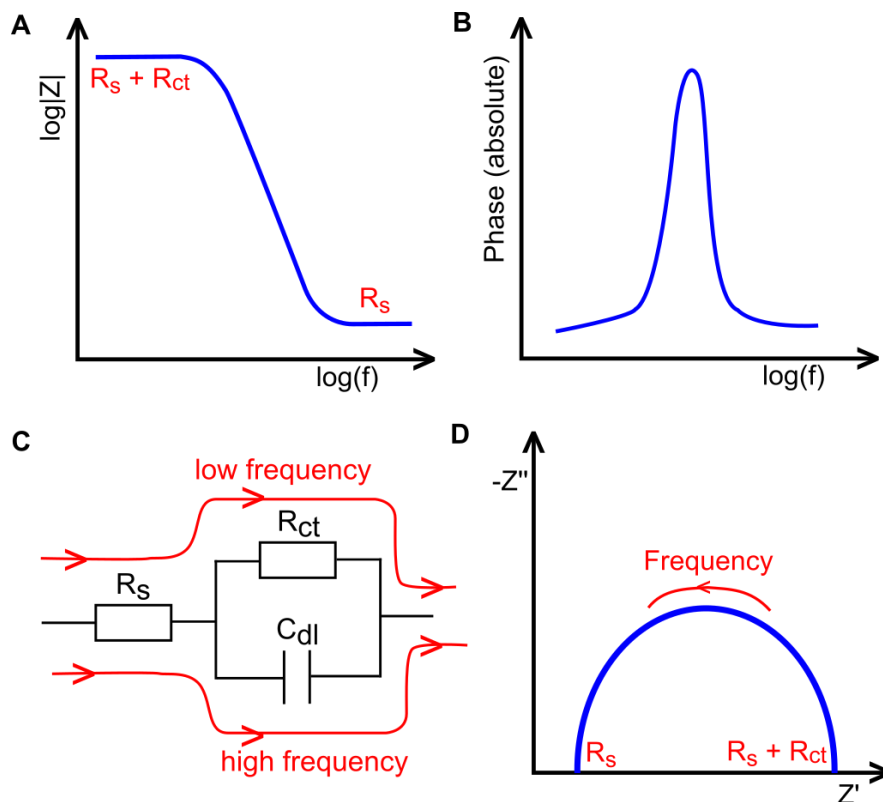 A
log|Z|
Rs + Rct
Rs
log(f)
B
Phase (absolute)
log(f)
C
low frequency
Rct
Rs
Cdl
high frequency
D
-Z''
Frequency
Rs
Rs + Rct
Z'